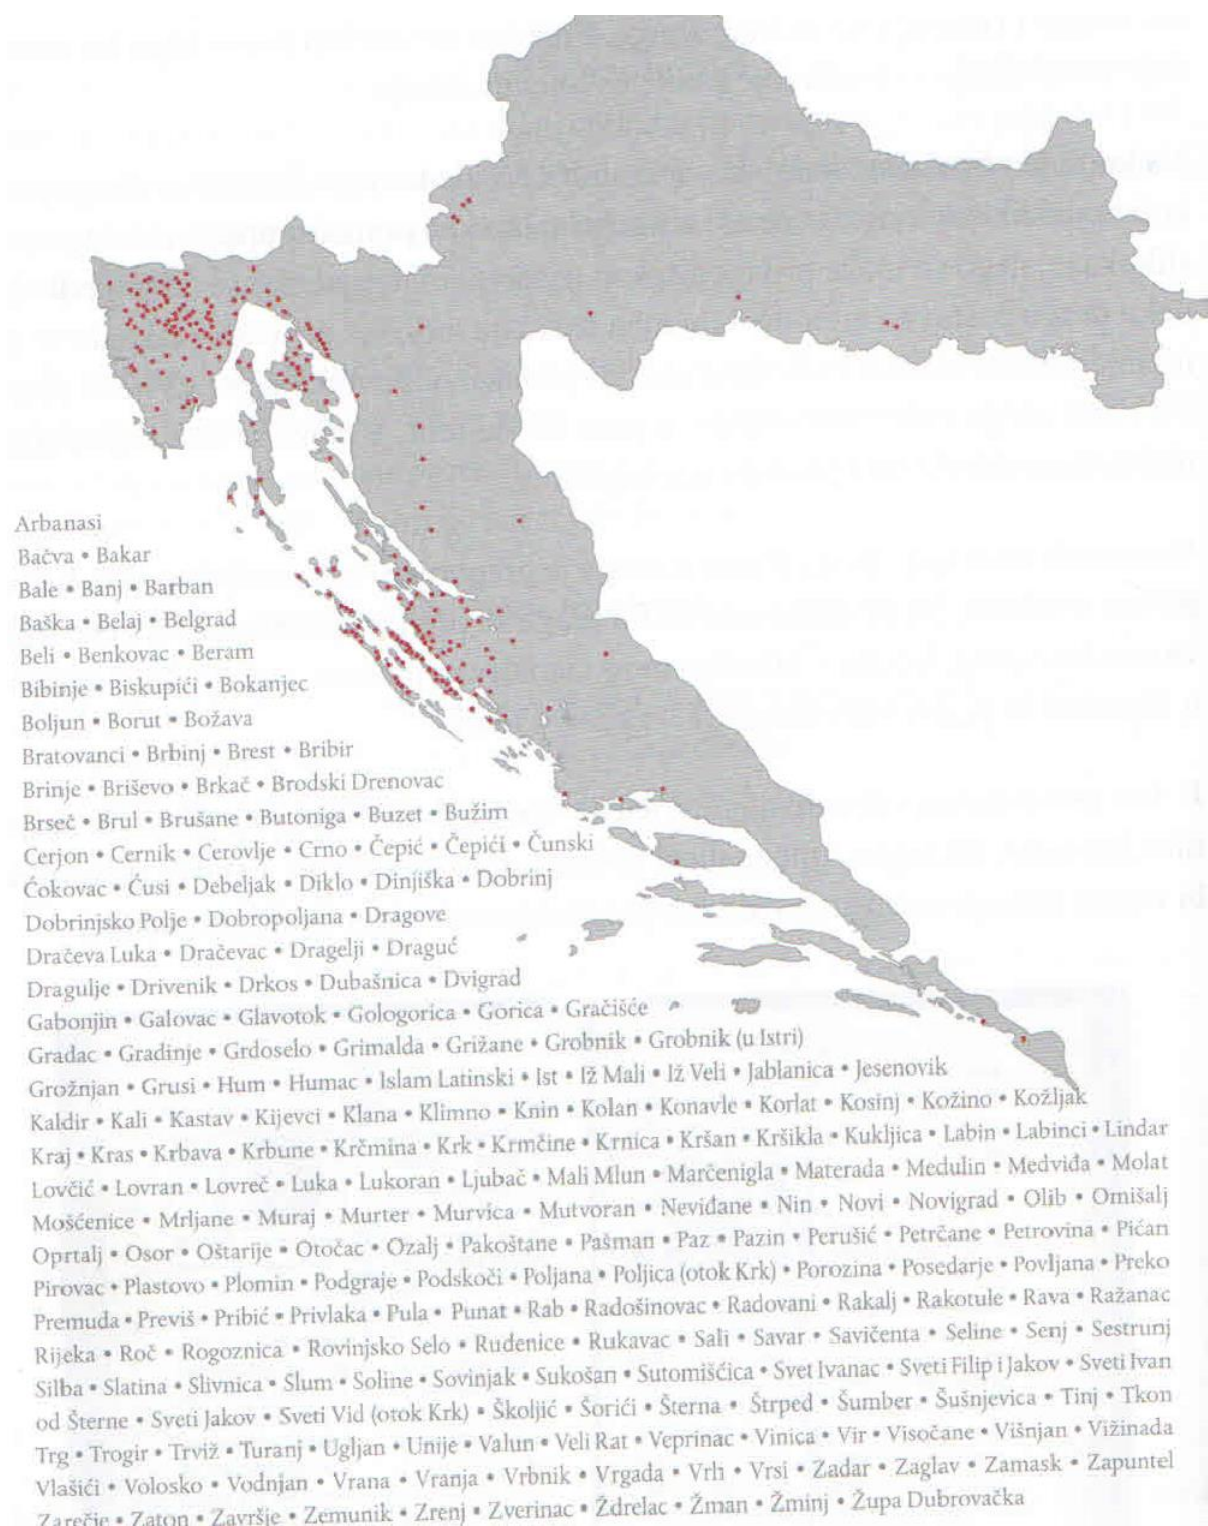 Arbanasi
Bačva • Bakar
Bale • Banj • Barban
Baška • Belaj • Belgrad
Beli • Benkovac • Beram
Bibinje • Biskupići • Bokanjec
Boljun • Borut • Božava
Bratovanci • Brbinj • Brest • Bribir
Brinje • Briševo • Brkač • Brodski Drenovac
Brseč • Brul • Brušane • Butoniga • Buzet • Bužim
Cerjon • Cernik • Cerovlje • Crno • Čepić • Čepići • Čunski
Ćokovac • Ćusi • Debeljak • Diklo • Dinjiška • Dobrinj
Dobrinjsko Polje • Dobropoljana • Dragove
Dračeva Luka • Dračevac • Dragelji • Draguć
Dragulje • Drivenik • Drkos • Dubašnica • Dvigrad
Gabonjin • Galovac • Glavotok • Gologorica • Gorica • Gračišće
Gradac • Gradinje • Grdoselo • Grimalda • Grižane • Grobnik • Grobnik (u Istri)
Grožnjan • Grusi • Hum • Humac • Islam Latinski • Ist • Iž Mali • Iž Veli • Jablanica • Jesenovik
Kaldir • Kali • Kastav • Kijevci • Klana • Klimno • Knin • Kolan • Konavle • Korlat • Kosinj • Kožino • Kožljak
Kraj • Kras • Krbava • Krbune • Krčmina • Krk • Krmčine • Krnica • Kršan • Kršikla • Kukljica • Labin • Labinci • Lindar
Lovčić • Lovran • Lovreč • Luka • Lukoran • Ljubač • Mali Mlun • Marčenigla • Materada • Medulin • Medviđa • Molat
Mošćenice • Mrljane • Muraj • Murter • Murvica • Mutvoran • Neviđane • Nin • Novi • Novigrad • Olib • Omišalj
Oprtalj • Osor • Oštarije • Otočac • Ozalj • Pakoštane • Pašman • Paz • Pazin • Perušić • Petrčane • Petrovina • Pićan
Pirovac • Plastovo • Plomin • Podgraje • Podskoči • Poljana • Poljica (otok Krk) • Porozina • Posedarje • Povljana • Preko
Premuda • Previš • Pribić • Privlaka • Pula • Punat • Rab • Radošinovac • Radovani • Rakalj • Rakotule • Rava • Ražanac
Rijeka • Roč • Rogoznica • Rovinjsko Selo • Rudenice • Rukavac • Sali • Savar • Savičenta • Seline • Senj • Sestrunj
Silba • Slatina • Slivnica • Slum • Soline • Sovinjak • Sukošan • Sutomišćica • Svet Ivanac • Sveti Filip i Jakov • Sveti Ivan
od Šterne • Sveti Jakov • Sveti Vid (otok Krk) • Školjić • Šorići • Šterna • Štrped • Šumber • Šušnjevica • Tinj • Tkon
Trg • Trogir • Trviž • Turanj • Ugljan • Unije • Valun • Veli Rat • Veprinac • Vinica • Vir • Visočane • Višnjan • Vižinada
Vlašići • Volosko • Vodnjan • Vrana • Vranja • Vrbnik • Vrgada • Vrh • Vrsi • Zadar • Zaglav • Zamask • Zapuntel
Zarečje • Zaton • Završje • Zemunik • Zrenj • Zverinac • Ždrelac • Žman • Žminj • Župa Dubrovačka